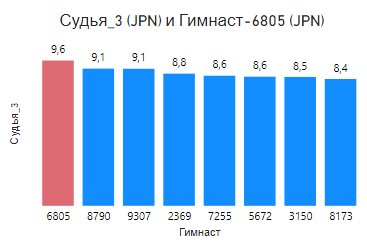 Судья_3 (JPN) и Гимнаст-6805 (JPN)
9,6 9,1 9,1 8,8 8,6 8,6 8,5 8,4
Судья_3
6805 8790 9307 2369 7255 5672 3150 8173
Гимнаст